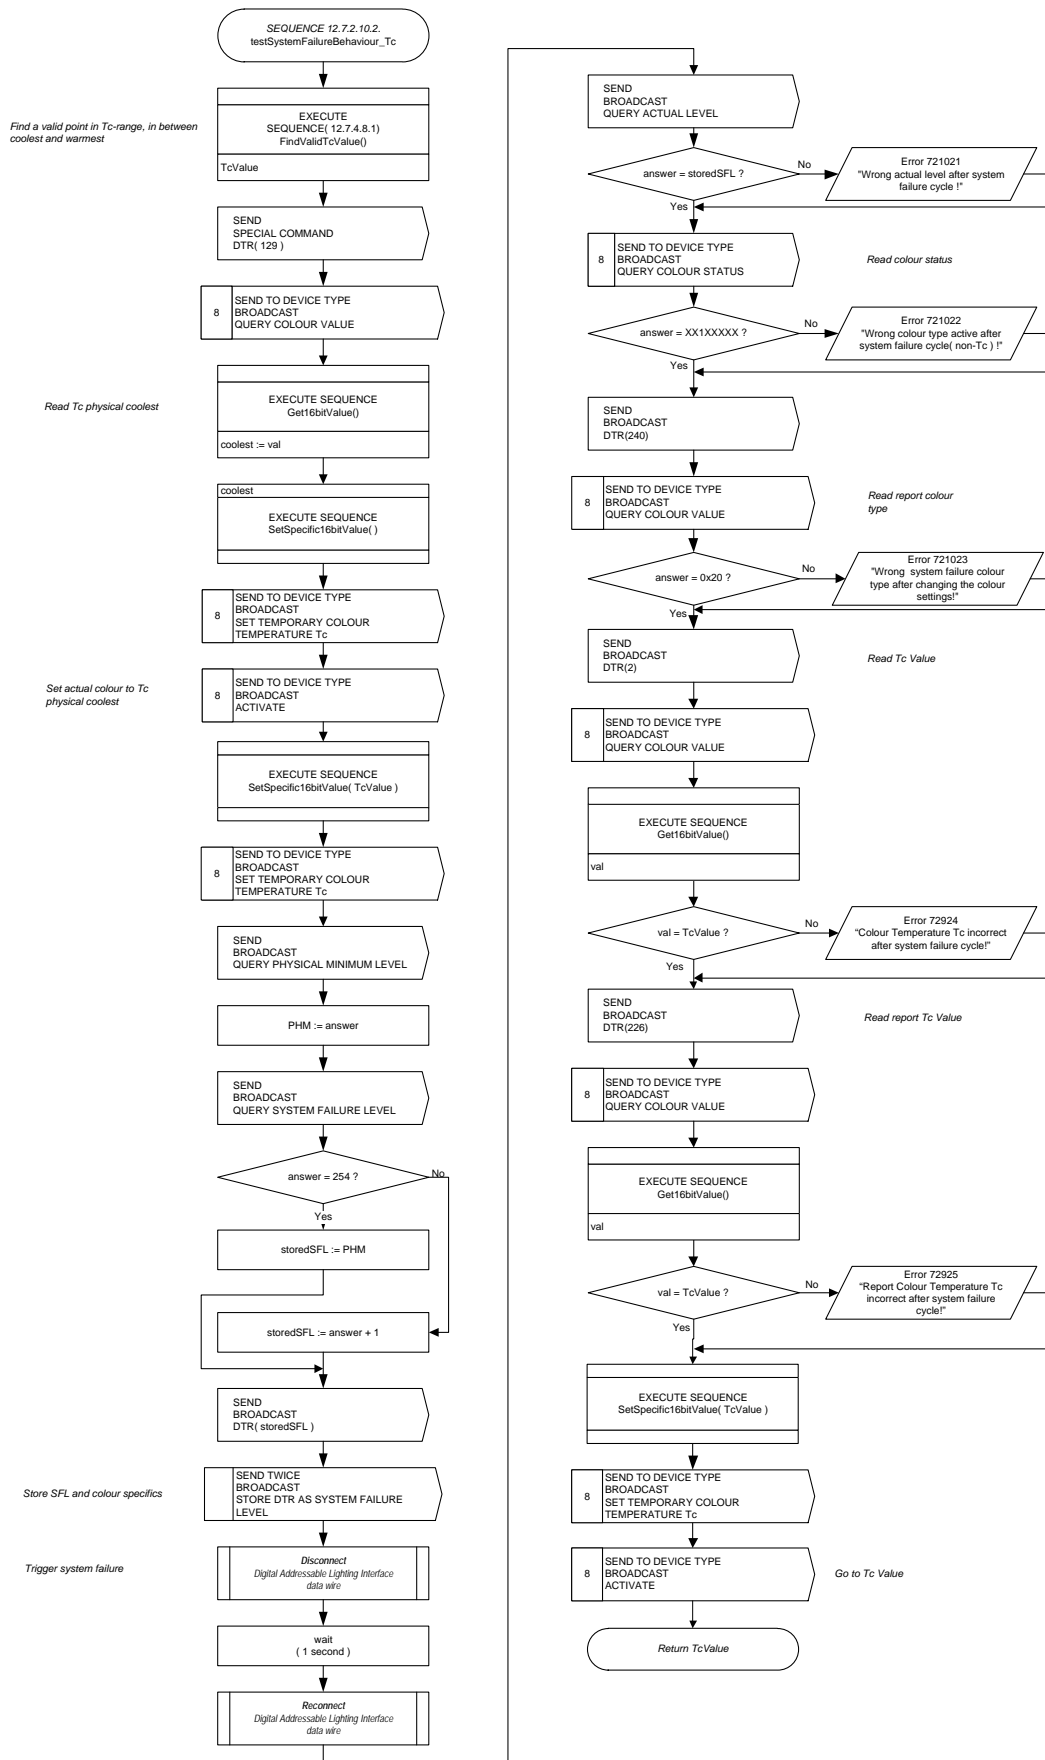 SEQUENCE 12.7.2.10.2.
testSystemFailureBehaviour_Tc
Find a valid point in Tc-range, in between
coolest and warmest
EXECUTE
SEQUENCE( 12.7.4.8.1)
FindValidTcValue()
TcValue
SEND
SPECIAL COMMAND
DTR( 129 )
8
SEND TO DEVICE TYPE
BROADCAST
QUERY COLOUR VALUE
Read Tc physical coolest
EXECUTE SEQUENCE
Get16bitValue()
coolest := val
coolest
EXECUTE SEQUENCE
SetSpecific16bitValue( )
8
SEND TO DEVICE TYPE
BROADCAST
SET TEMPORARY COLOUR
TEMPERATURE Tc
Set actual colour to Tc
physical coolest
8
SEND TO DEVICE TYPE
BROADCAST
ACTIVATE
EXECUTE SEQUENCE
SetSpecific16bitValue( TcValue )
8
SEND TO DEVICE TYPE
BROADCAST
SET TEMPORARY COLOUR
TEMPERATURE Tc
SEND
BROADCAST
QUERY PHYSICAL MINIMUM LEVEL
PHM := answer
SEND
BROADCAST
QUERY SYSTEM FAILURE LEVEL
answer = 254 ?
No
Yes
storedSFL := PHM
storedSFL := answer + 1
SEND
BROADCAST
DTR( storedSFL )
Store SFL and colour specifics
SEND TWICE
BROADCAST
STORE DTR AS SYSTEM FAILURE
LEVEL
Trigger system failure
Disconnect
Digital Addressable Lighting Interface
data wire
wait
( 1 second )
Reconnect
Digital Addressable Lighting Interface
data wire
SEND
BROADCAST
QUERY ACTUAL LEVEL
answer = storedSFL ?
No
Error 721021
"Wrong actual level after system
failure cycle !"
Yes
8
SEND TO DEVICE TYPE
BROADCAST
QUERY COLOUR STATUS
Read colour status
answer = XX1XXXXX ?
No
Error 721022
"Wrong colour type active after
system failure cycle( non-Tc ) !"
Yes
SEND
BROADCAST
DTR(240)
8
SEND TO DEVICE TYPE
BROADCAST
QUERY COLOUR VALUE
Read report colour
type
answer = 0x20 ?
No
Error 721023
"Wrong system failure colour
type after changing the colour
settings!"
Yes
SEND
BROADCAST
DTR(2)
Read Tc Value
8
SEND TO DEVICE TYPE
BROADCAST
QUERY COLOUR VALUE
EXECUTE SEQUENCE
Get16bitValue()
val
val = TcValue ?
No
Error 72924
“Colour Temperature Tc incorrect
after system failure cycle!”
Yes
SEND
BROADCAST
DTR(226)
Read report Tc Value
8
SEND TO DEVICE TYPE
BROADCAST
QUERY COLOUR VALUE
EXECUTE SEQUENCE
Get16bitValue()
val
val = TcValue ?
No
Error 72925
“Report Colour Temperature Tc
incorrect after system failure
cycle!”
Yes
EXECUTE SEQUENCE
SetSpecific16bitValue( TcValue )
8
SEND TO DEVICE TYPE
BROADCAST
SET TEMPORARY COLOUR
TEMPERATURE Tc
8
SEND TO DEVICE TYPE
BROADCAST
ACTIVATE
Go to Tc Value
Return TcValue